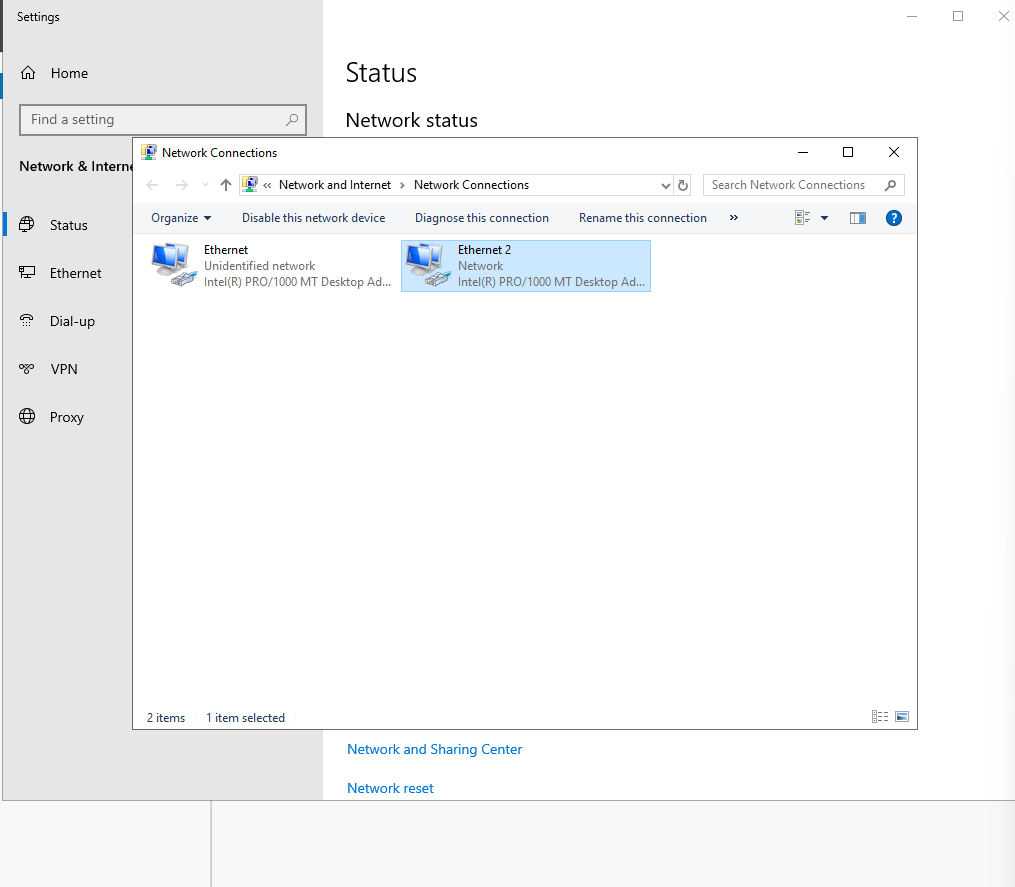 Settings
Home
Find a setting
Network & Interne
Status
Ethernet
Dial-up
VPN
Proxy
Status
Network status
Network Connections
« Network and Internet › Network Connections
Search Network Connections
Organize
Disable this network device
Diagnose this connection
Rename this connection
»
Ethernet
Unidentified network
Intel(R) PRO/1000 MT Desktop Ad...
Ethernet 2
Network
Intel(R) PRO/1000 MT Desktop Ad...
2 items
1 item selected
Network and Sharing Center
Network reset